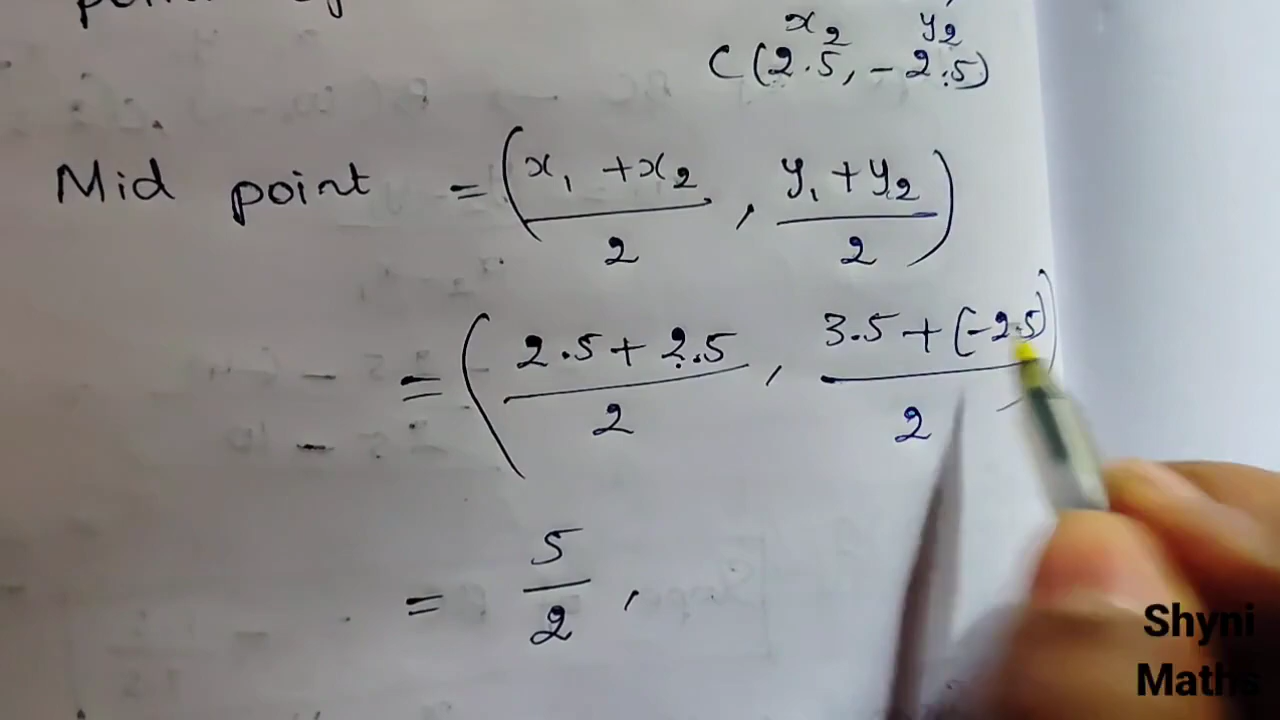 x₂ y₂
C(2.5, -2.5)
Mid point = (x₁ + x₂ / 2, y₁ + y₂ / 2)
= (2.5 + 2.5 / 2, 3.5 + (-2.5) / 2)
= 5 / 2,
Shyni
Maths